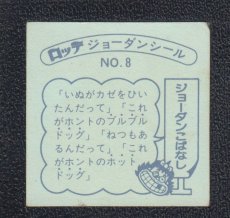 ロッテ ジョーダンシール
NO.8
「いぬがカゼをひい
たんだって」「これ
がホントのブルブル
ドッグ」「ねつもあ
るんだって」「これ
がホントのホット
ドッグ」
ジョーダンこばなし